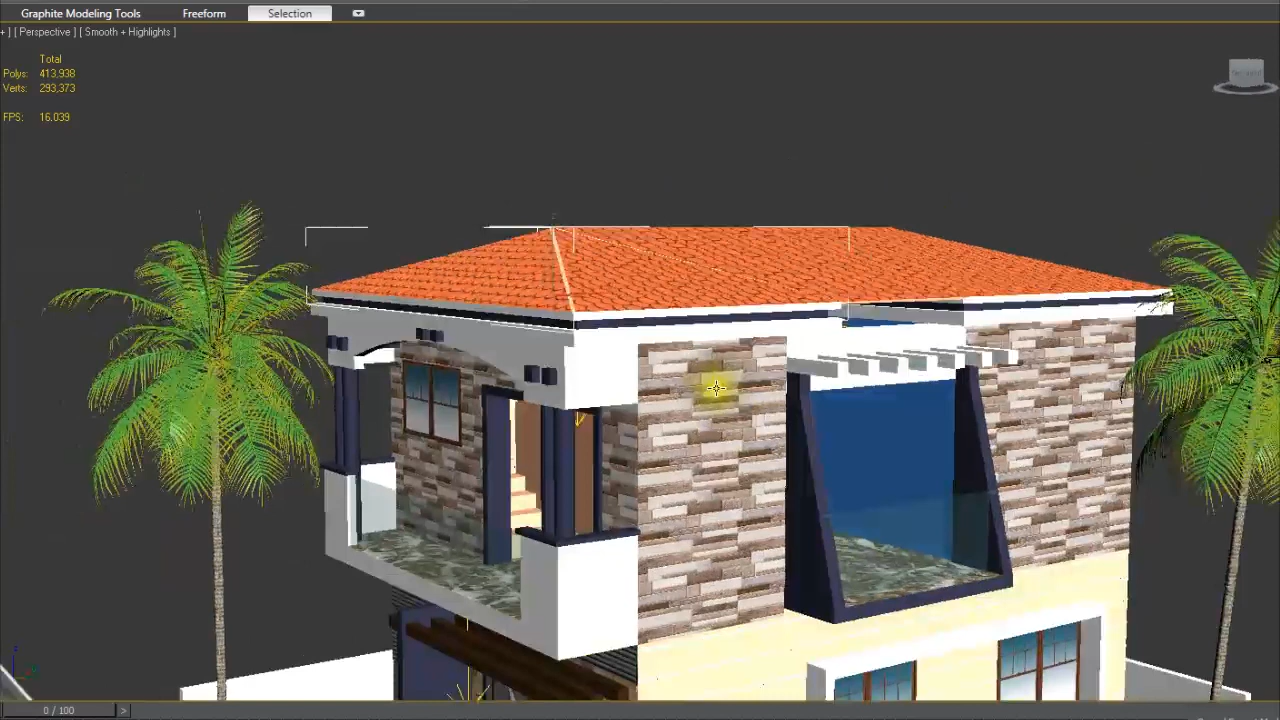 Graphite Modeling Tools Freeform Selection
+ ] [ Perspective ] [ Smooth + Highlights ]
Total
Polys: 413,938
Verts: 293,373
FPS: 16.039
0 / 100 >